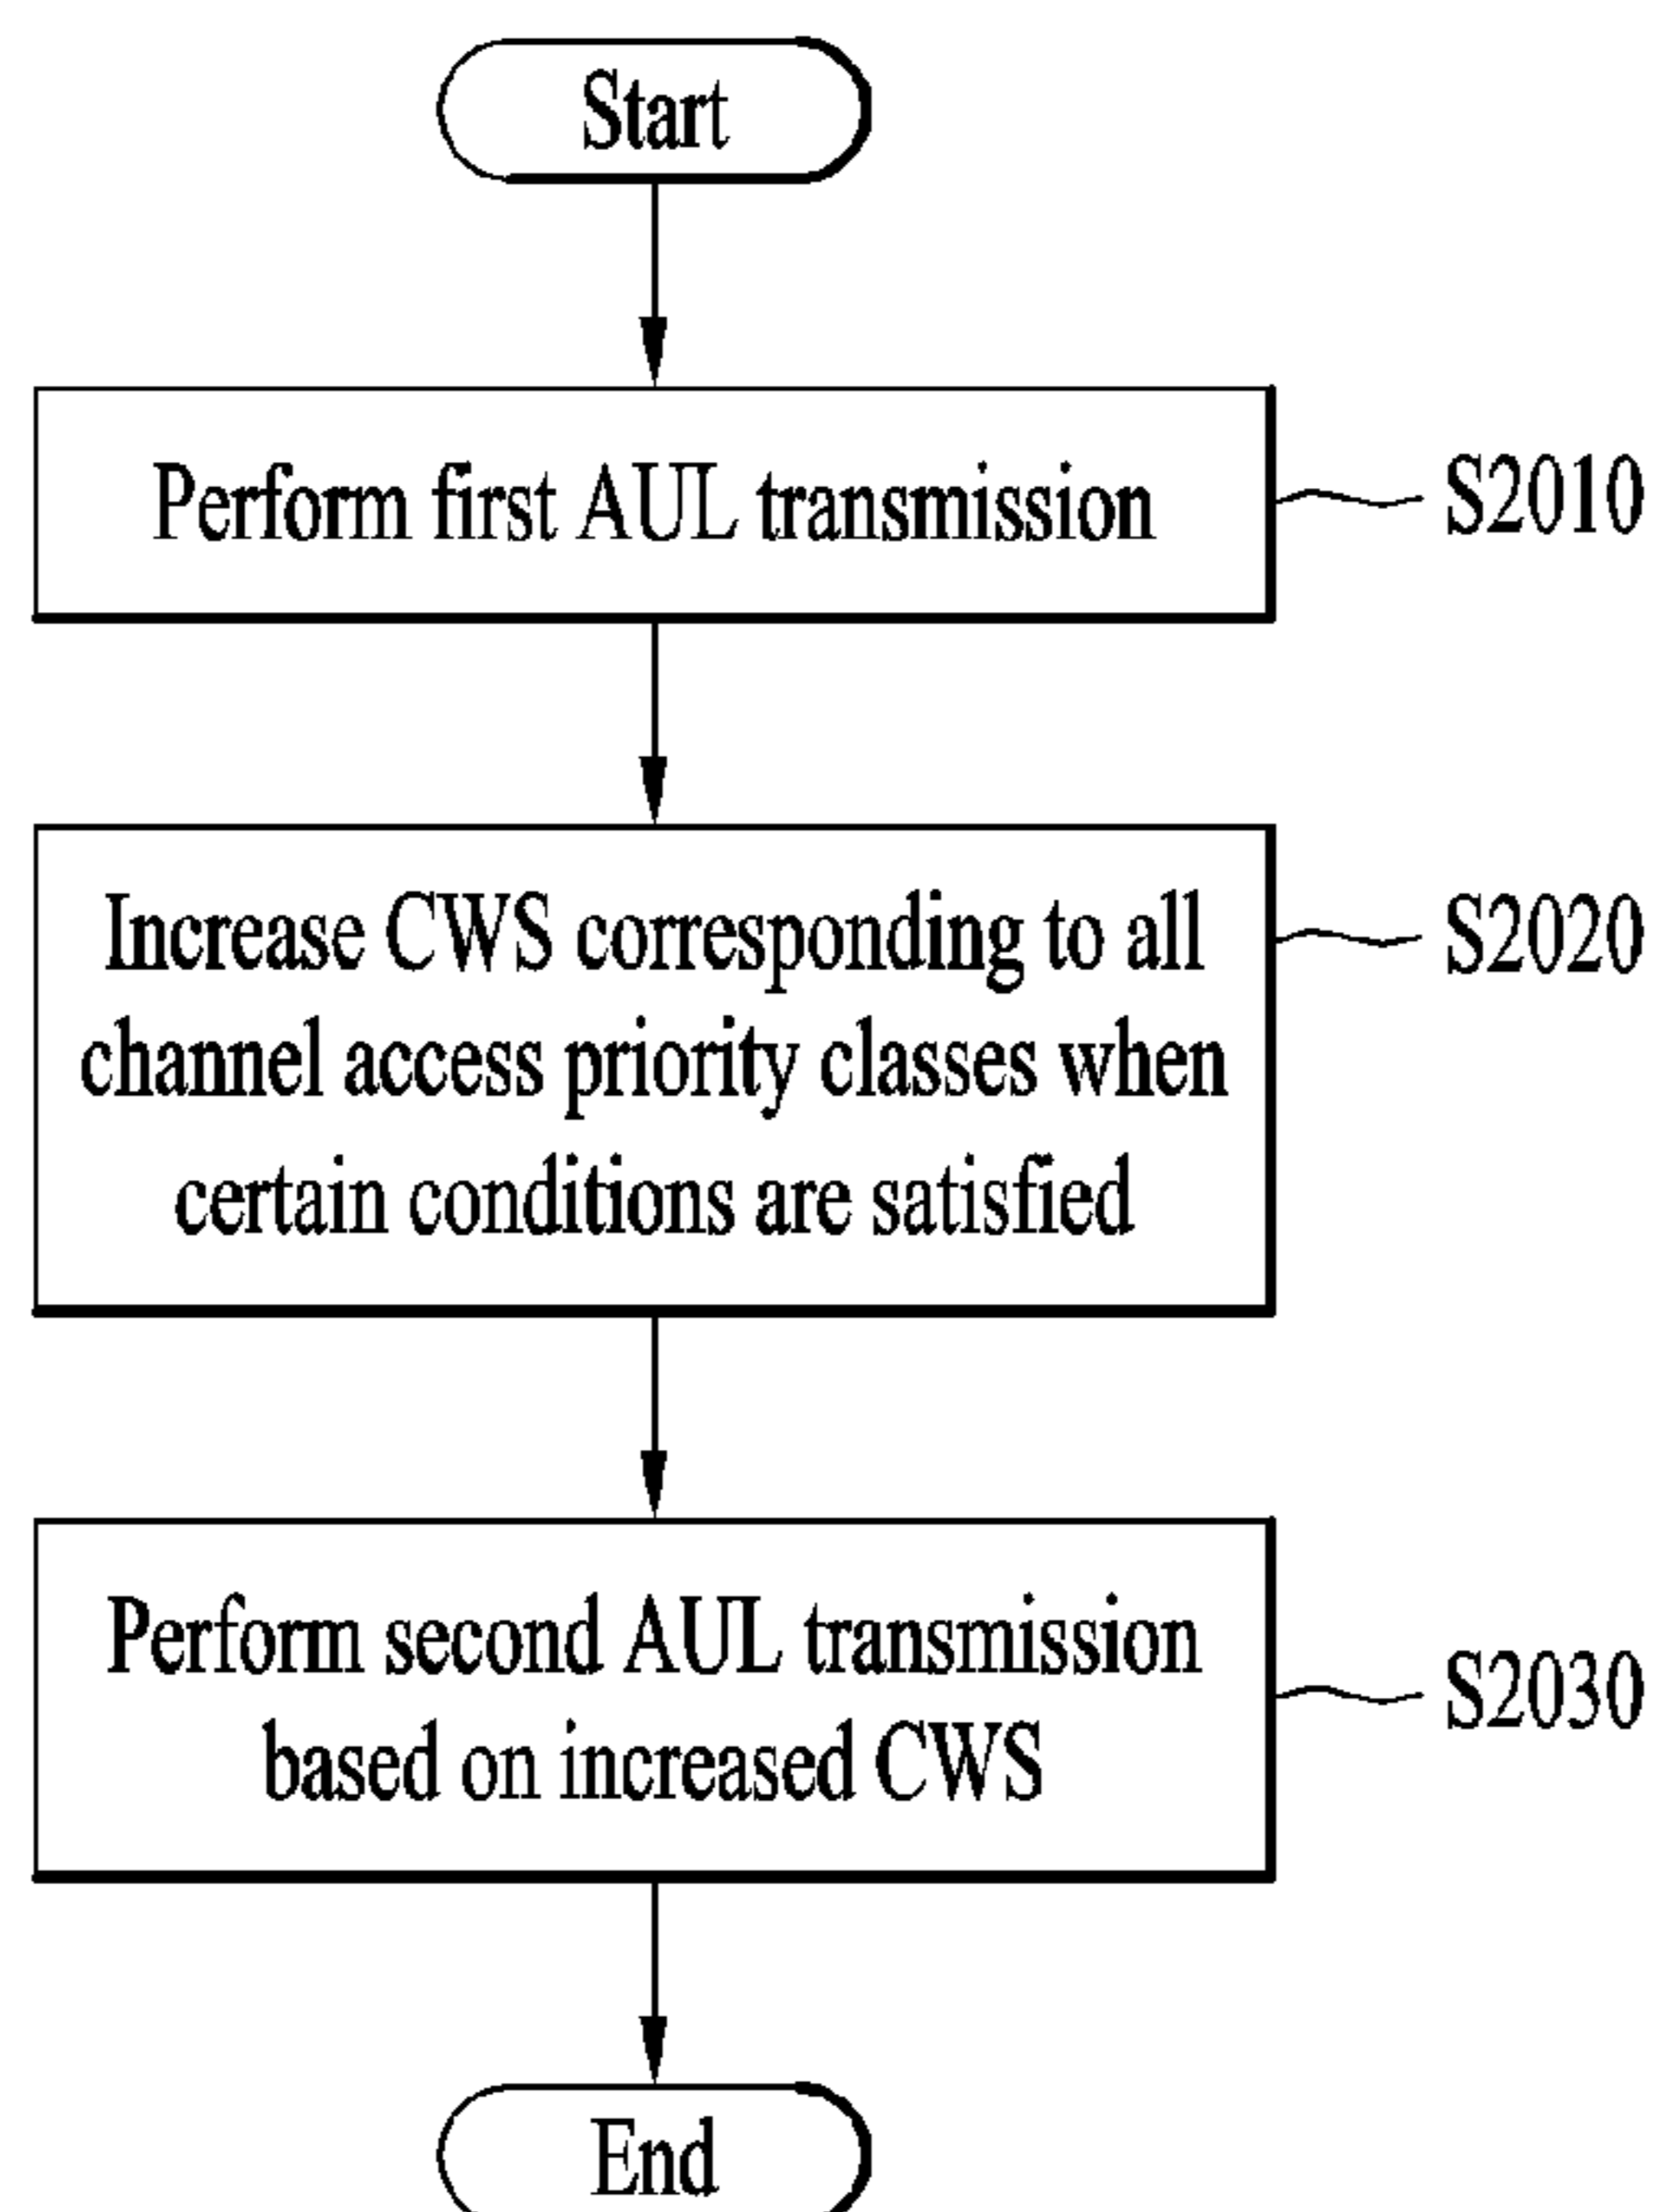 Start
Perform first AUL transmission
S2010
Increase CWS corresponding to all
channel access priority classes when
certain conditions are satisfied
S2020
Perform second AUL transmission
based on increased CWS
S2030
End